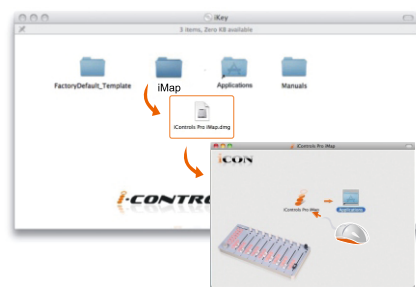 iKey
3 items, Zero KB available
FactoryDefault_Template
iMap
Applications
Manuals
iControls Pro iMap.dmg
iControls Pro iMap
iCON
i-CONTRO
iControls Pro iMap
Applications